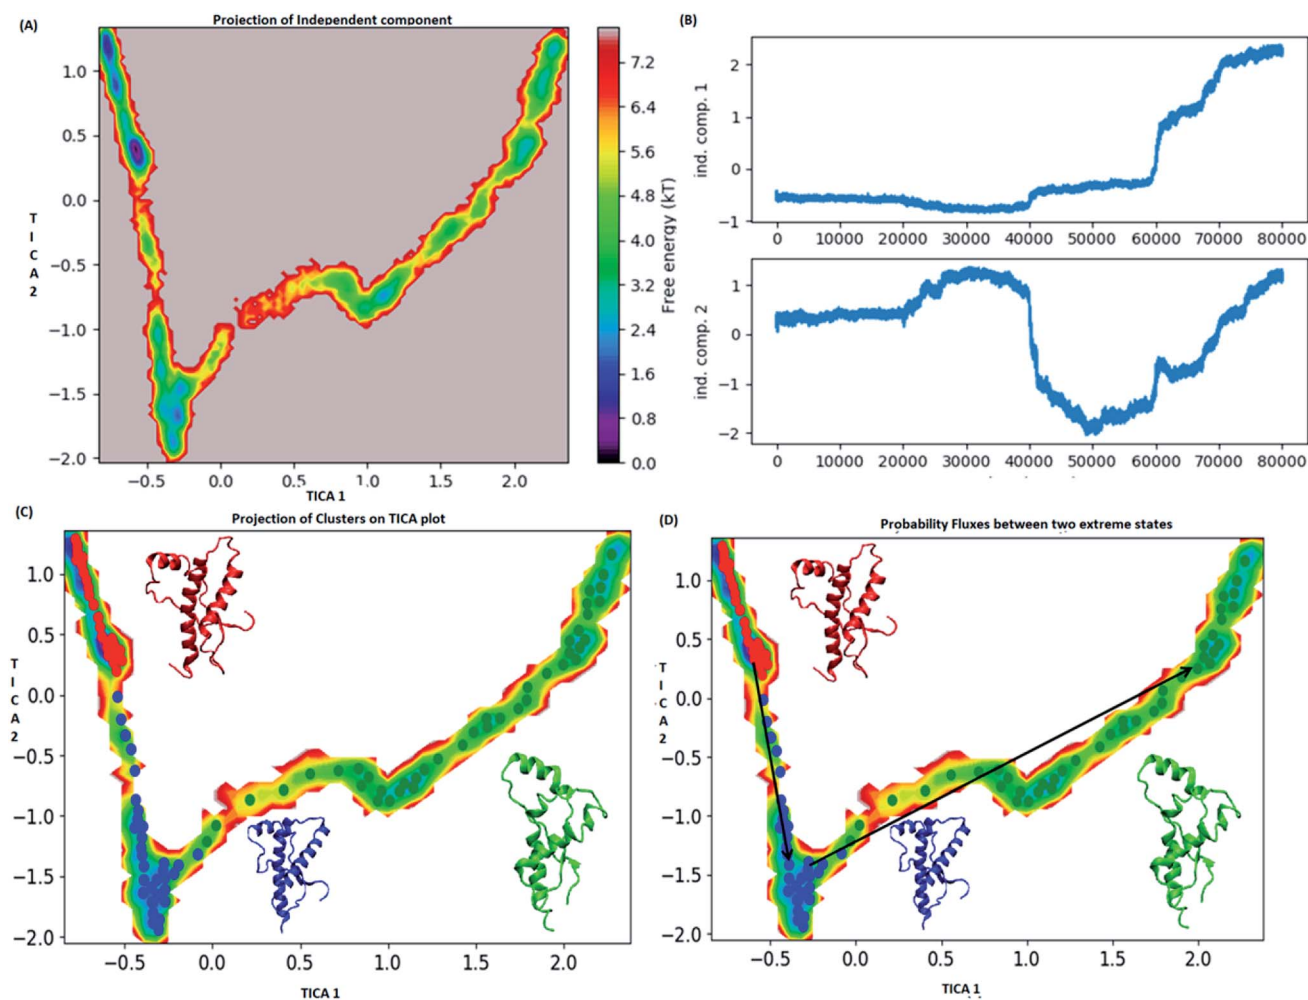 (A)
Projection of Independent component
1.0
0.5
0.0
−0.5
−1.0
−1.5
−2.0
T
I
C
A
2
−0.5
0.0
0.5
1.0
1.5
2.0
TICA 1
7.2
6.4
5.6
4.8
4.0
3.2
2.4
1.6
0.8
0.0
Free energy (kT)
(B)
2
1
0
−1
ind. comp. 1
0 10000 20000 30000 40000 50000 60000 70000 80000
1
0
−1
−2
ind. comp. 2
0 10000 20000 30000 40000 50000 60000 70000 80000
(C)
Projection of Clusters on TICA plot
1.0
0.5
0.0
−0.5
−1.0
−1.5
−2.0
T
I
C
A
2
−0.5 0.0 0.5 1.0 1.5 2.0
TICA 1
(D)
Probability Fluxes between two extreme states
1.0
0.5
0.0
−0.5
−1.0
−1.5
−2.0
T
I
C
A
2
−0.5 0.0 0.5 1.0 1.5 2.0
TICA 1